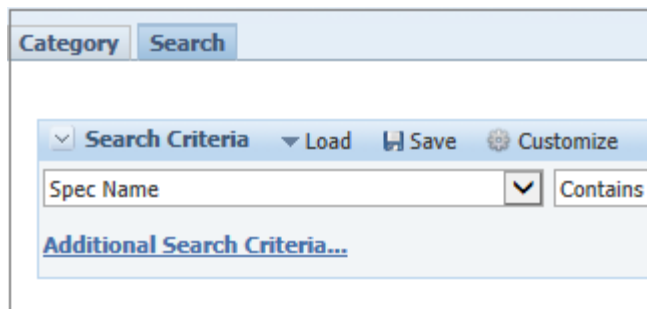 Category Search
Search Criteria Load Save Customize
Spec Name Contains
Additional Search Criteria...